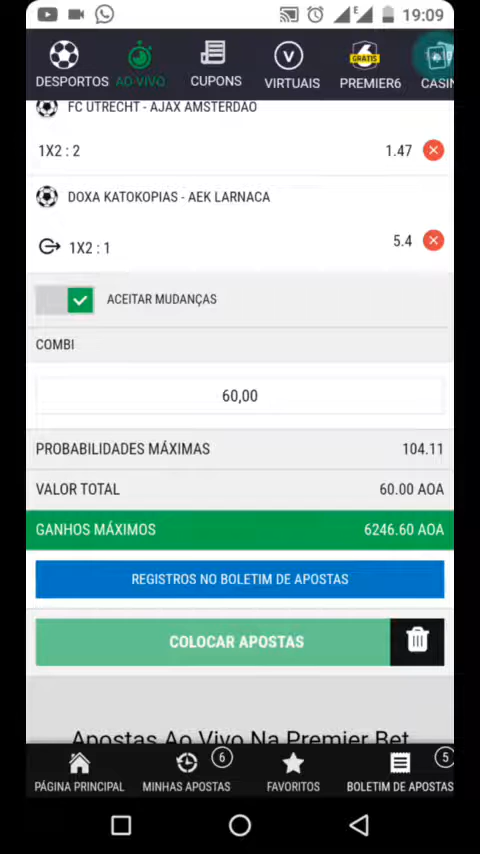 E
19:09
GRATIS
DESPORTOS AO VIVO CUPONS VIRTUAIS PREMIER6 CASIN
FC UTRECHT - AJAX AMSTERDAO
1X2 : 2 1.47
DOXA KATOKOPIAS - AEK LARNACA
1X2 : 1 5.4
ACEITAR MUDANÇAS
COMBI
60,00
PROBABILIDADES MÁXIMAS 104.11
VALOR TOTAL 60.00 AOA
GANHOS MÁXIMOS 6246.60 AOA
REGISTROS NO BOLETIM DE APOSTAS
COLOCAR APOSTAS
Apostas Ao Vivo Na Premier Bet
6 5
PÁGINA PRINCIPAL MINHAS APOSTAS FAVORITOS BOLETIM DE APOSTAS